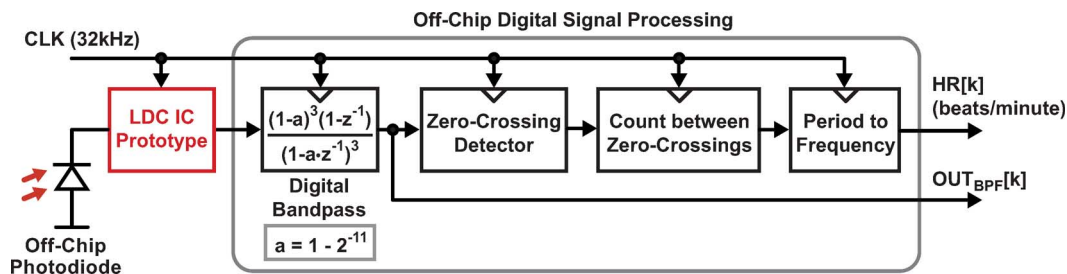 Off-Chip Digital Signal Processing
CLK (32kHz)
LDC IC
Prototype
(1-a)³(1-z⁻¹)
(1-a·z⁻¹)³
Digital
Bandpass
a = 1 - 2⁻¹¹
Zero-Crossing
Detector
Count between
Zero-Crossings
Period to
Frequency
HR[k]
(beats/minute)
OUT_BPF[k]
Off-Chip
Photodiode